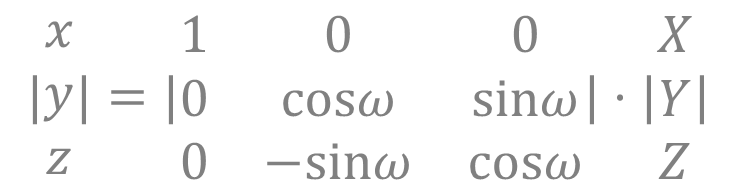 x 1 0 0 X
|y| = |0 cosω sinω| · |Y|
z 0 −sinω cosω Z